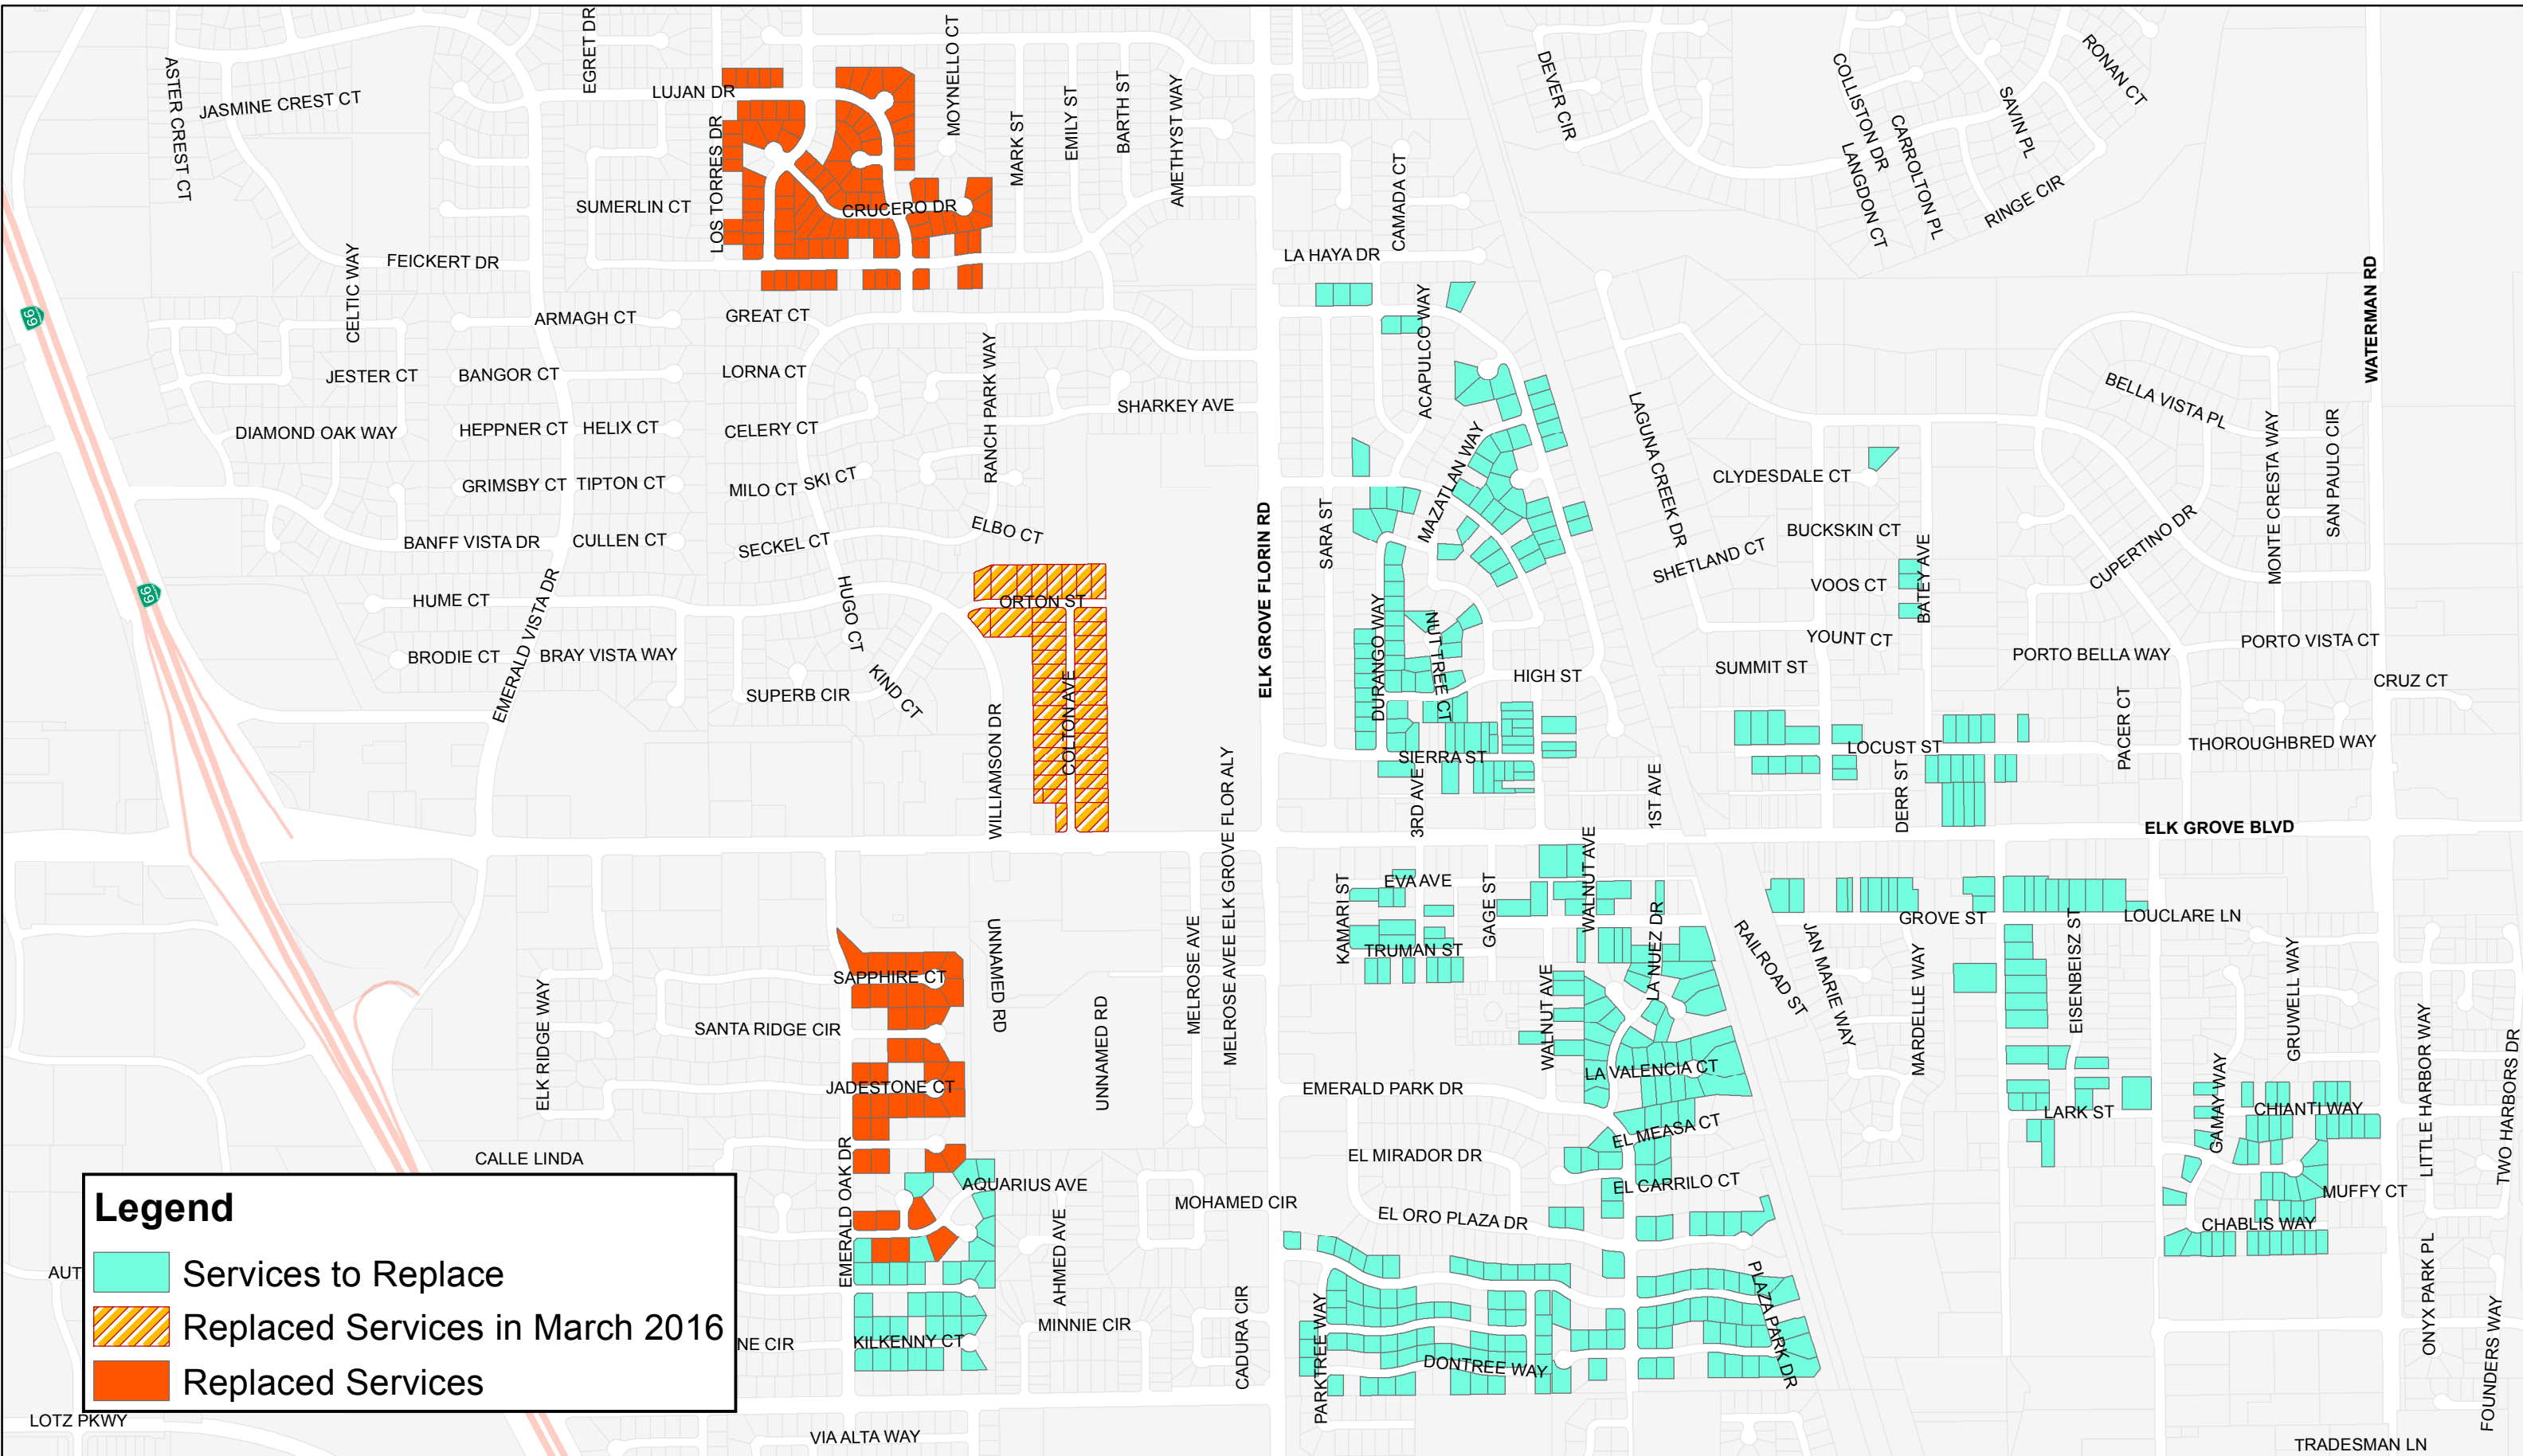 EGRET DR
MOYNELLO CT
DEVER CIR
COLLISTON DR
RONAN CT
ASTER CREST CT
JASMINE CREST CT
LUJAN DR
LOS TORRES DR
MARK ST
EMILY ST
BARTH ST
AMETHYST WAY
CAMADA CT
LANGDON CT
CARROLTON PL
SAVIN PL
RINGE CIR
SUMERLIN CT
CRUCERO DR
FEICKERT DR
CELTIC WAY
LA HAYA DR
WATERMAN RD
99
ARMAGH CT
GREAT CT
RANCH PARK WAY
ACAPULCO WAY
JESTER CT
BANGOR CT
LORNA CT
SHARKEY AVE
LAGUNA CREEK DR
BELLA VISTA PL
DIAMOND OAK WAY
HEPPNER CT
HELIX CT
CELERY CT
MAZATLAN WAY
MONTE CRESTA WAY
SAN PAULO CIR
GRIMSBY CT
TIPTON CT
MILO CT
SKI CT
CLYDESDALE CT
ELBO CT
ELK GROVE FLORIN RD
SARA ST
BUCKSKIN CT
CUPERTINO DR
BANFF VISTA DR
CULLEN CT
SECKEL CT
SHETLAND CT
99
HUME CT
EMERALD VISTA DR
HUGO CT
ORTON ST
VOOS CT
BATEY AVE
BRODIE CT
BRAY VISTA WAY
KIND CT
SUPERB CIR
DURANGO WAY
NUT TREE CT
HIGH ST
YOUNT CT
SUMMIT ST
PORTO BELLA WAY
PORTO VISTA CT
CRUZ CT
WILLIAMSON DR
COLTON AVE
SIERRA ST
LOCUST ST
PACER CT
THOROUGHBRED WAY
3RD AVE
1ST AVE
DERR ST
ELK GROVE BLVD
MELROSE AVEE ELK GROVE FLOR ALY
KAMARI ST
EVA AVE
GAGE ST
WALNUT AVE
LA NUEZ DR
TRUMAN ST
GROVE ST
LOUCLARE LN
UNNAMED RD
MELROSE AVE
RAILROAD ST
JAN MARIE WAY
MARDELLE WAY
EISENBEISZ ST
GRUWELL WAY
SAPPHIRE CT
SANTA RIDGE CIR
ELK RIDGE WAY
UNNAMED RD
WALNUT AVE
LITTLE HARBOR WAY
TWO HARBORS DR
JADESTONE CT
EMERALD PARK DR
LA VALENCIA CT
GAMAY WAY
LARK ST
CHIANTI WAY
EL MEASA CT
CALLE LINDA
EMERALD OAK DR
AQUARIUS AVE
MOHAMED CIR
EL MIRADOR DR
EL CARRILO CT
MUFFY CT
EL ORO PLAZA DR
CHABLIS WAY
AHMED AVE
ONYX PARK PL
PLAZA PARK DR
FOUNDERS WAY
MINNIE CIR
CADURA CIR
PARKTREE WAY
KILKENNY CT
DONTREE WAY
AUT
NE CIR
Legend
Services to Replace
Replaced Services in March 2016
Replaced Services
LOTZ PKWY
VIA ALTA WAY
TRADESMAN LN